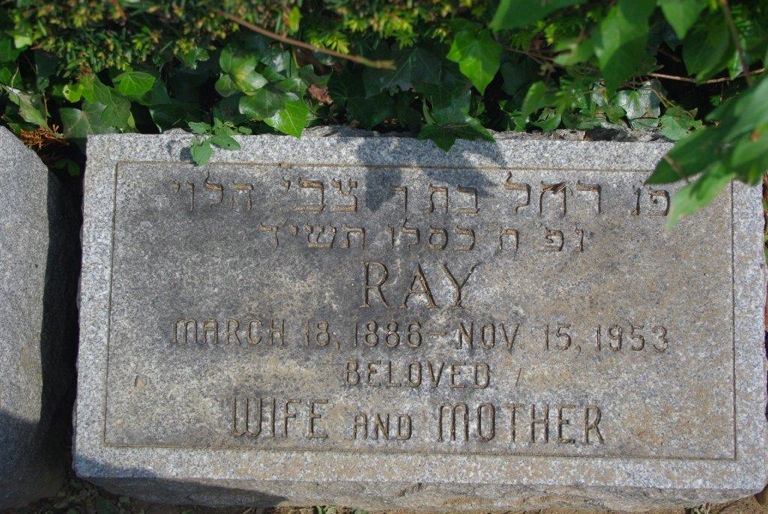 פנ רחל בת ר צבי הלוי
נפ ח כסלו תשיד
RAY
MARCH 18, 1886 - NOV. 15, 1953
BELOVED
WIFE AND MOTHER